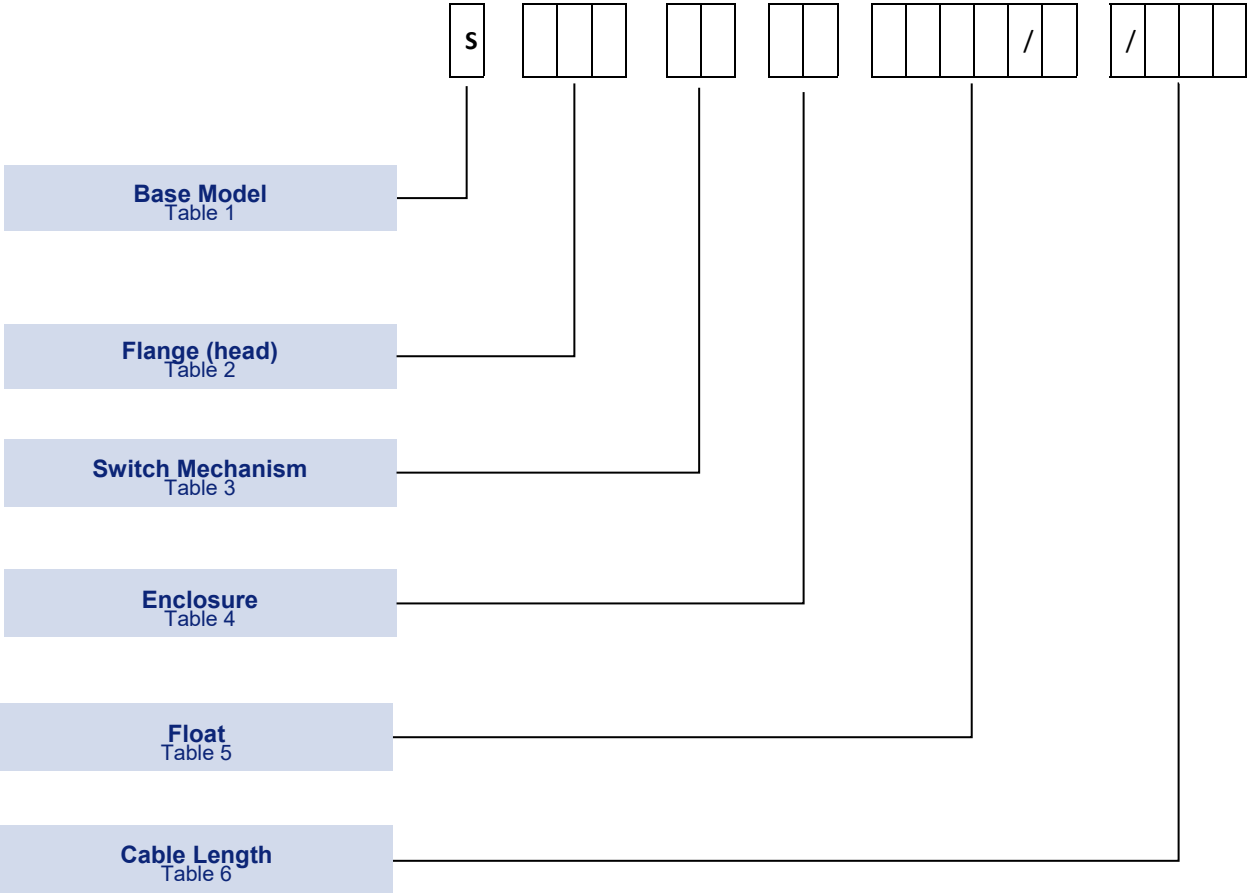 S / /
Base Model
Table 1
Flange (head)
Table 2
Switch Mechanism
Table 3
Enclosure
Table 4
Float
Table 5
Cable Length
Table 6